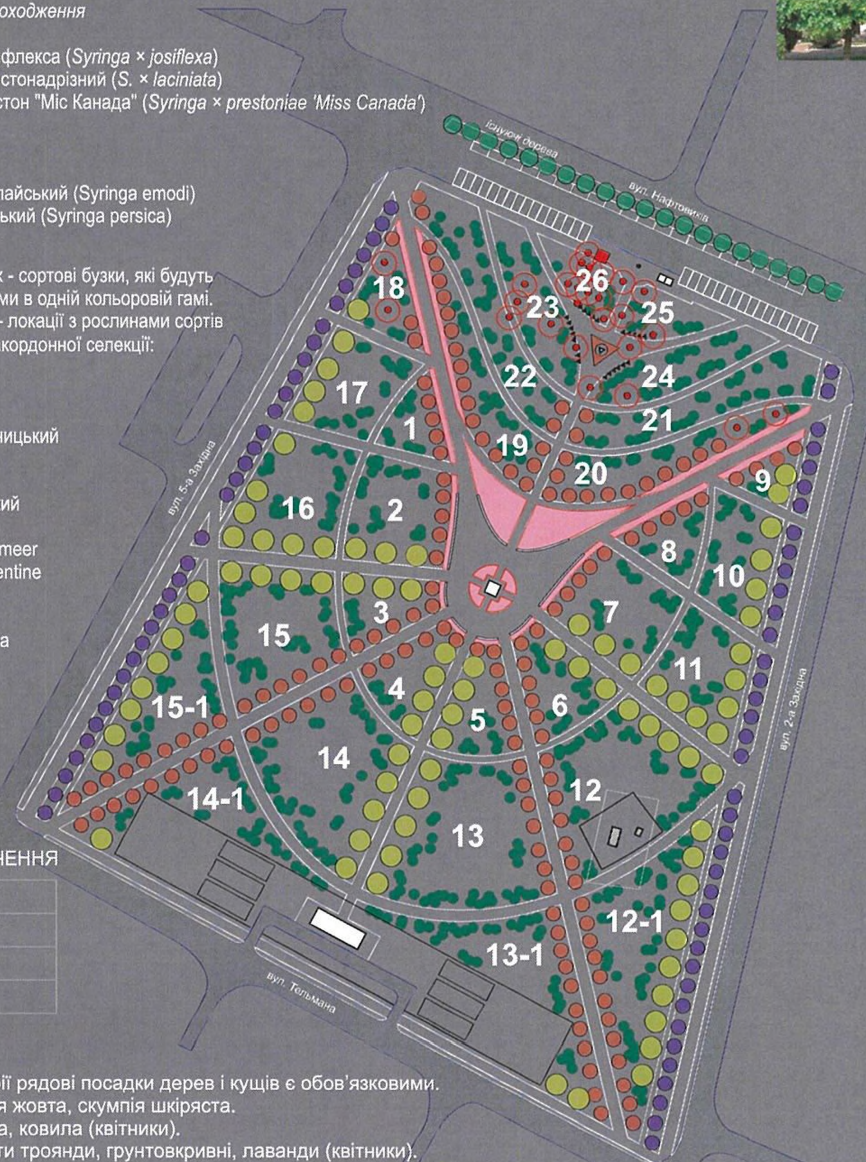 оходження
флекса (Syringa × josiflexa)
стонадрізний (S. × laciniata)
стон "Міс Канада" (Syringa × prestoniae 'Miss Canada')
лайський (Syringa emodi)
ький (Syringa persica)
х - сортові бузки, які будуть
ми в одній кольоровій гамі.
- локації з рослинами сортів
акордонної селекції:
ницький
кий
meer
entine
а
існуючі дерева
вул. Нафтовиків
18
26
23
25
17
22
24
1
21
19
20
9
16
2
8
10
7
3
15
11
4
6
15-1
5
14
12
14-1
13
12-1
13-1
вул. 5-а Західна
вул. 2-а Західна
вул. Тельмана
ЧЕННЯ
ії рядові посадки дерев і кущів є обов'язковими.
я жовта, скумпія шкіряста.
а, ковила (квітники).
ти троянди, грунтовкривні, лаванди (квітники).